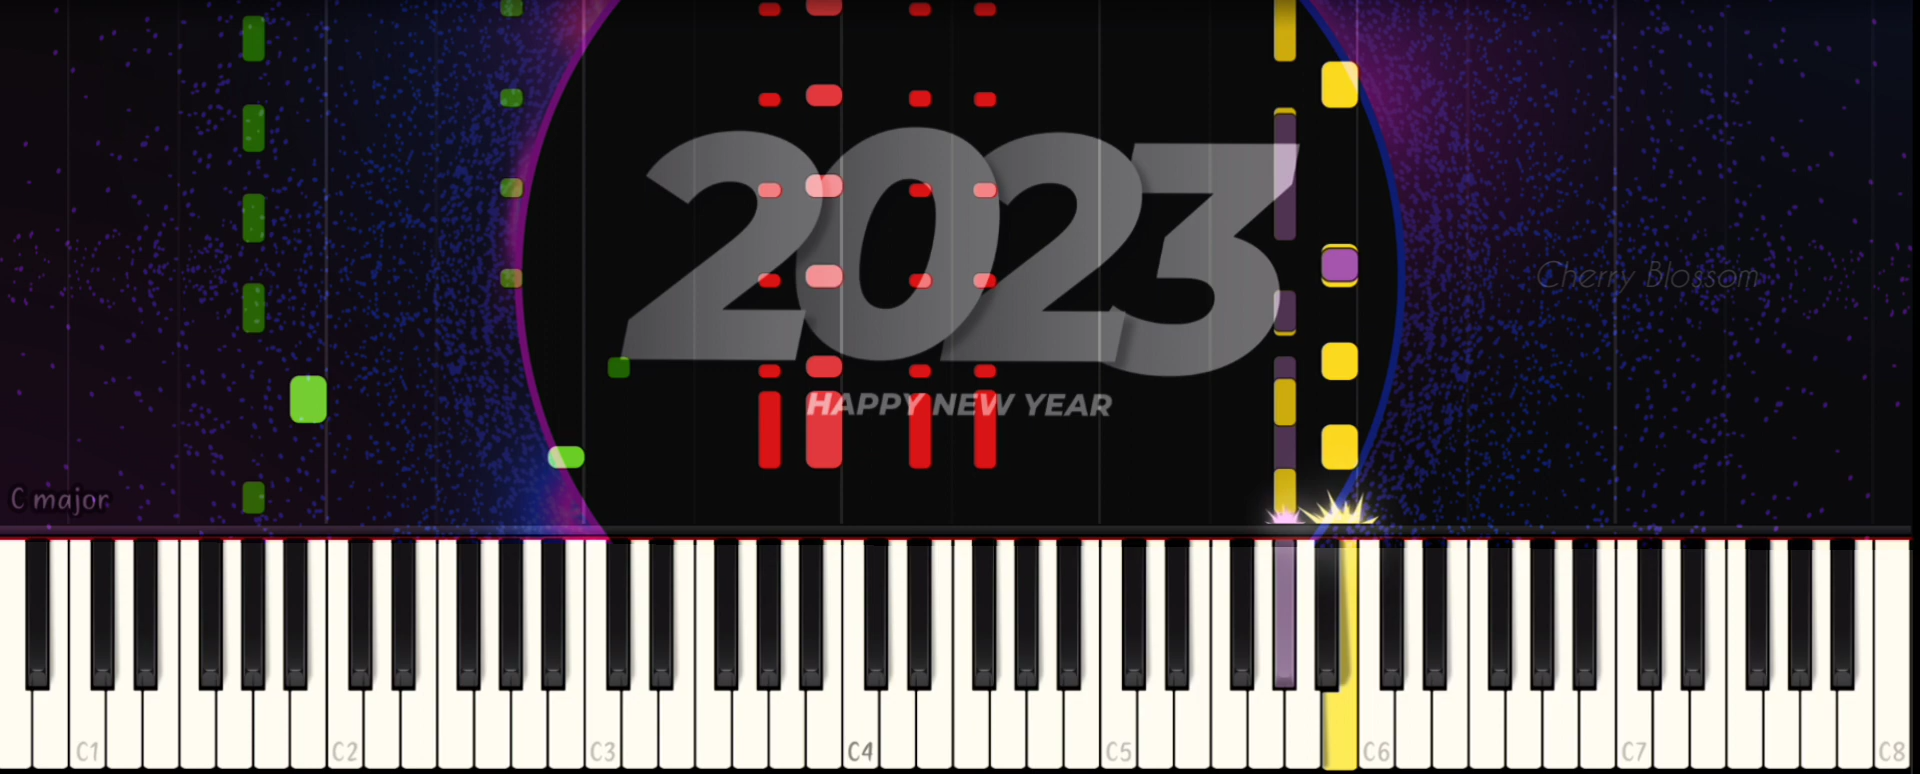 2023
HAPPY NEW YEAR
Cherry Blossom
C major
C1 C2 C3 C4 C5 C6 C7 C8